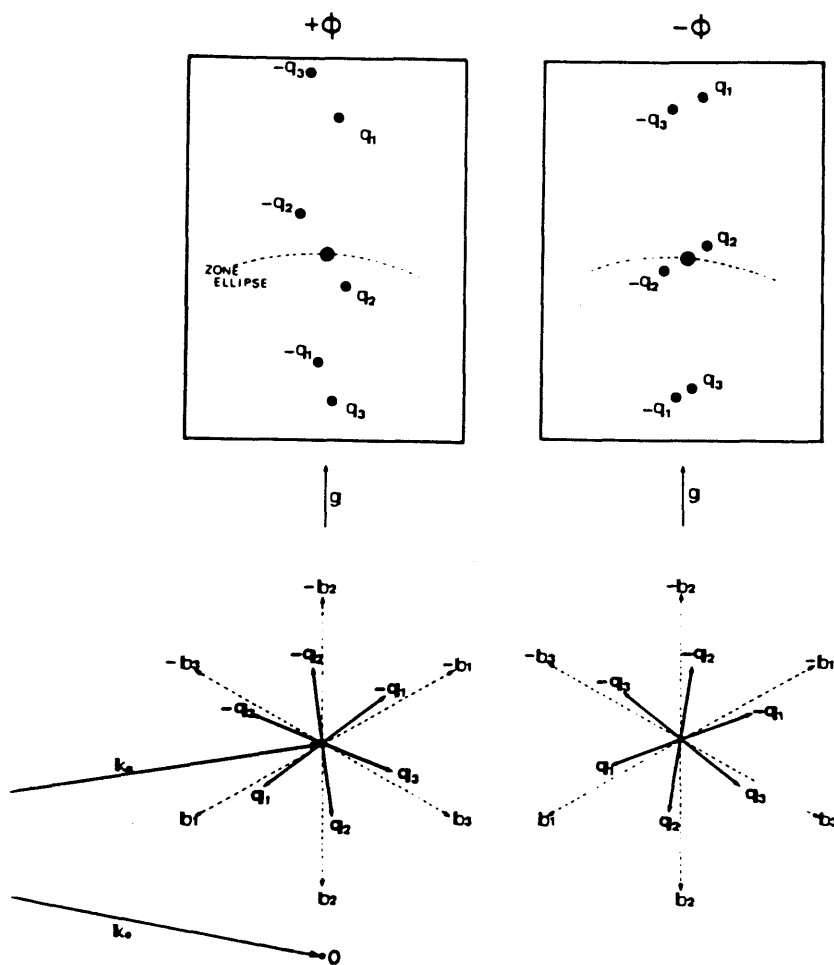 +Φ
−q₃
q₁
−q₂
ZONE
ELLIPSE
q₂
−q₁
q₃
g
−Φ
q₁
−q₃
q₂
−q₂
q₃
−q₁
g
−b₂
−b₃
−b₁
−q₂
−q₁
k₀
q₁
q₂
q₃
b₁
b₃
b₂
k₀
O
−b₂
−b₃
−b₁
−q₂
−q₃
−q₁
q₁
q₃
q₂
b₁
b₃
b₂